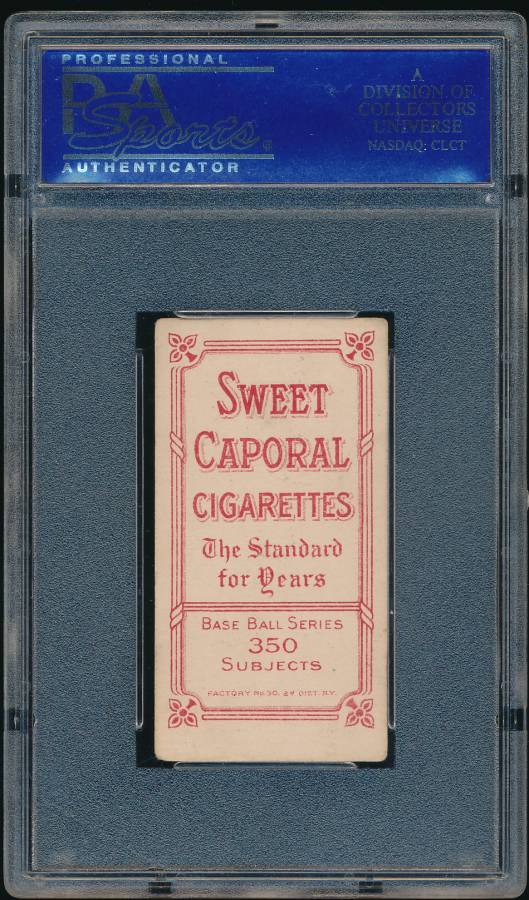 PROFESSIONAL
PSA
Sports
®
AUTHENTICATOR
A
DIVISION OF
COLLECTORS
UNIVERSE
NASDAQ: CLCT
SWEET
CAPORAL
CIGARETTES
The Standard
for Years
BASE BALL SERIES
350
SUBJECTS
FACTORY No. 30, 2d DIST. N.Y.